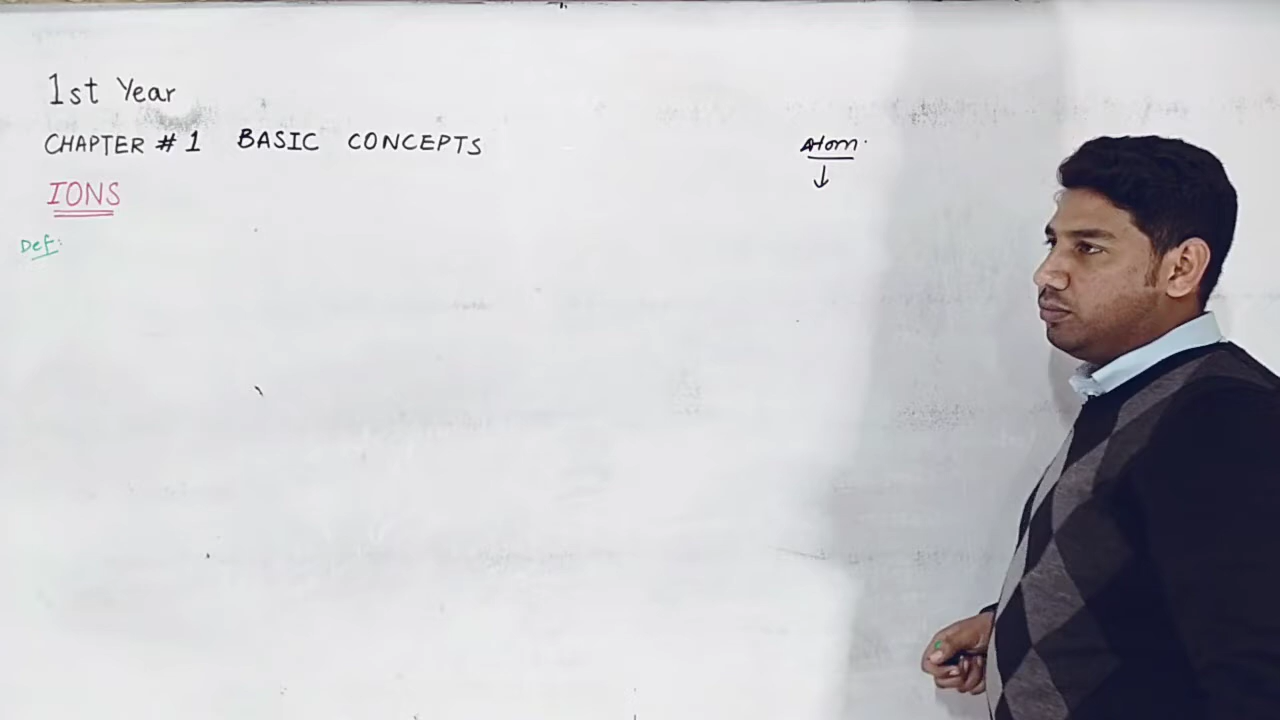 1st Year
CHAPTER # 1 BASIC CONCEPTS
IONS
Def:
Atom
↓